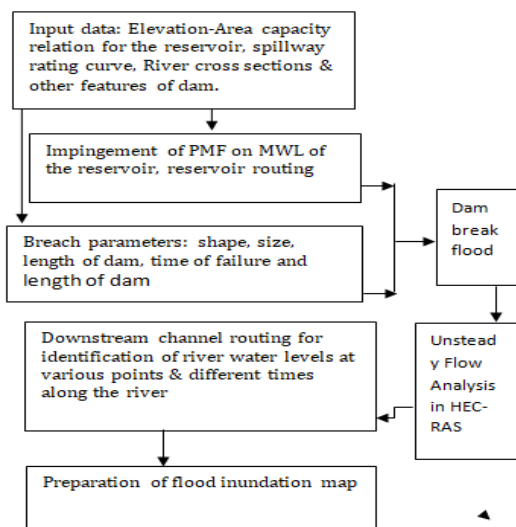 Input data: Elevation-Area capacity
relation for the reservoir, spillway
rating curve, River cross sections &
other features of dam.
Impingement of PMF on MWL of
the reservoir, reservoir routing
Breach parameters: shape, size,
length of dam, time of failure and
length of dam
Dam
break
flood
Unstead
y Flow
Analysis
in HEC-
RAS
Downstream channel routing for
identification of river water levels at
various points & different times
along the river
Preparation of flood inundation map